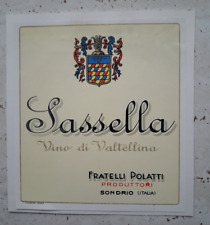 Sassella
Vino di Valtellina
FRATELLI POLATTI
PRODUTTORI
SONDRIO (ITALIA)